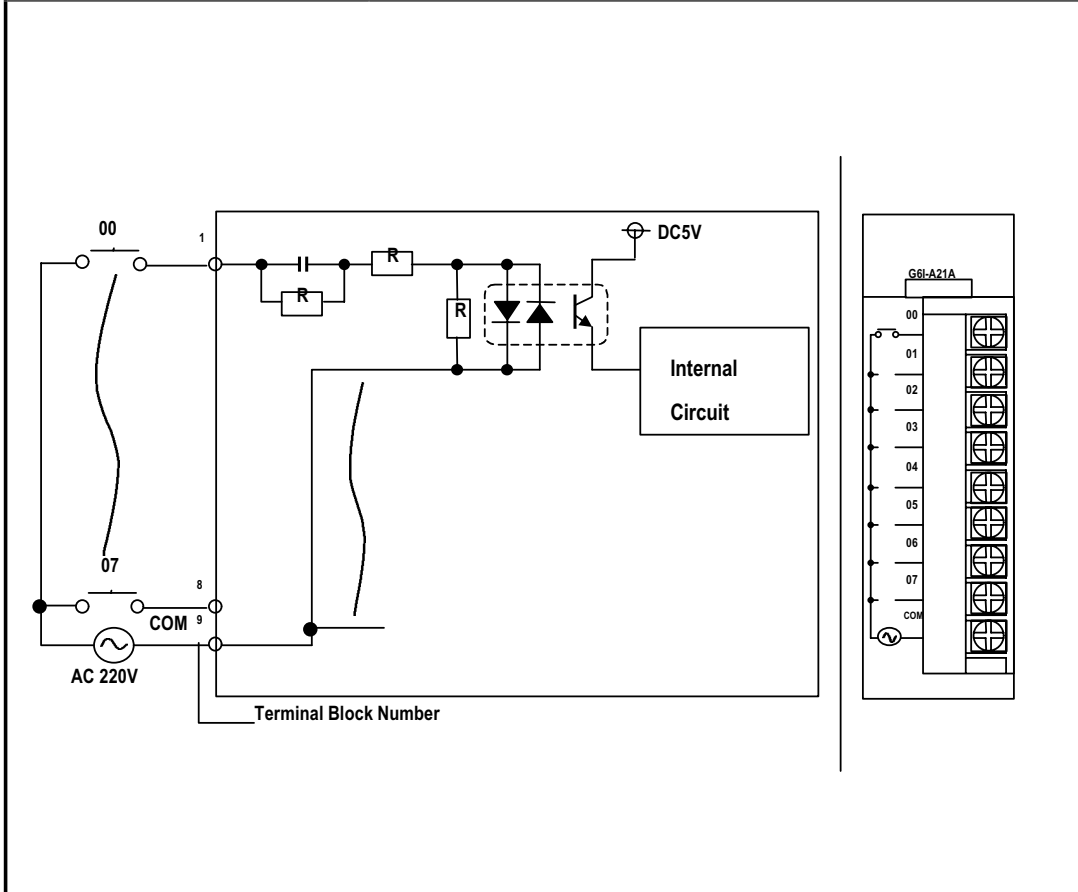 00
1
R
R
R
DC5V
Internal
Circuit
07
8
COM
9
AC 220V
Terminal Block Number
G6I-A21A
00
01
02
03
04
05
06
07
COM